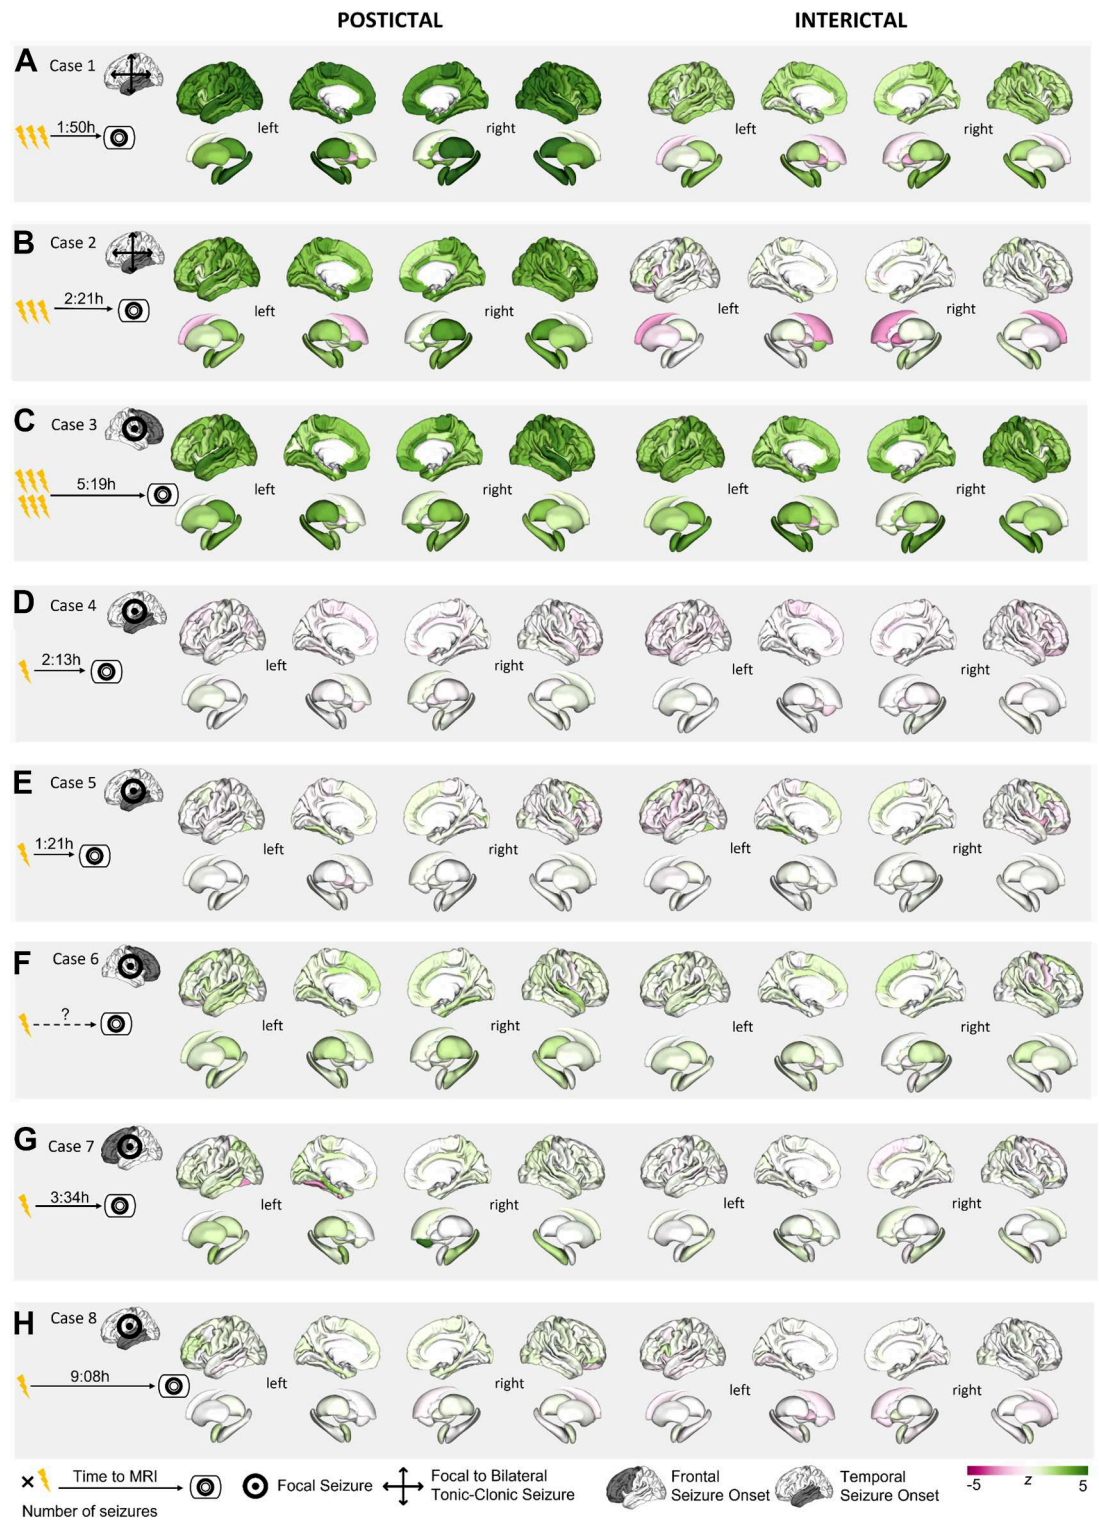 POSTICTAL INTERICTAL
A Case 1
1:50h
left right left right
B Case 2
2:21h
left right left right
C Case 3
5:19h
left right left right
D Case 4
2:13h
left right left right
E Case 5
1:21h
left right left right
F Case 6
?
left right left right
G Case 7
3:34h
left right left right
H Case 8
9:08h
left right left right
× Time to MRI
Number of seizures
Focal Seizure
Focal to Bilateral
Tonic-Clonic Seizure
Frontal
Seizure Onset
Temporal
Seizure Onset
-5 z 5